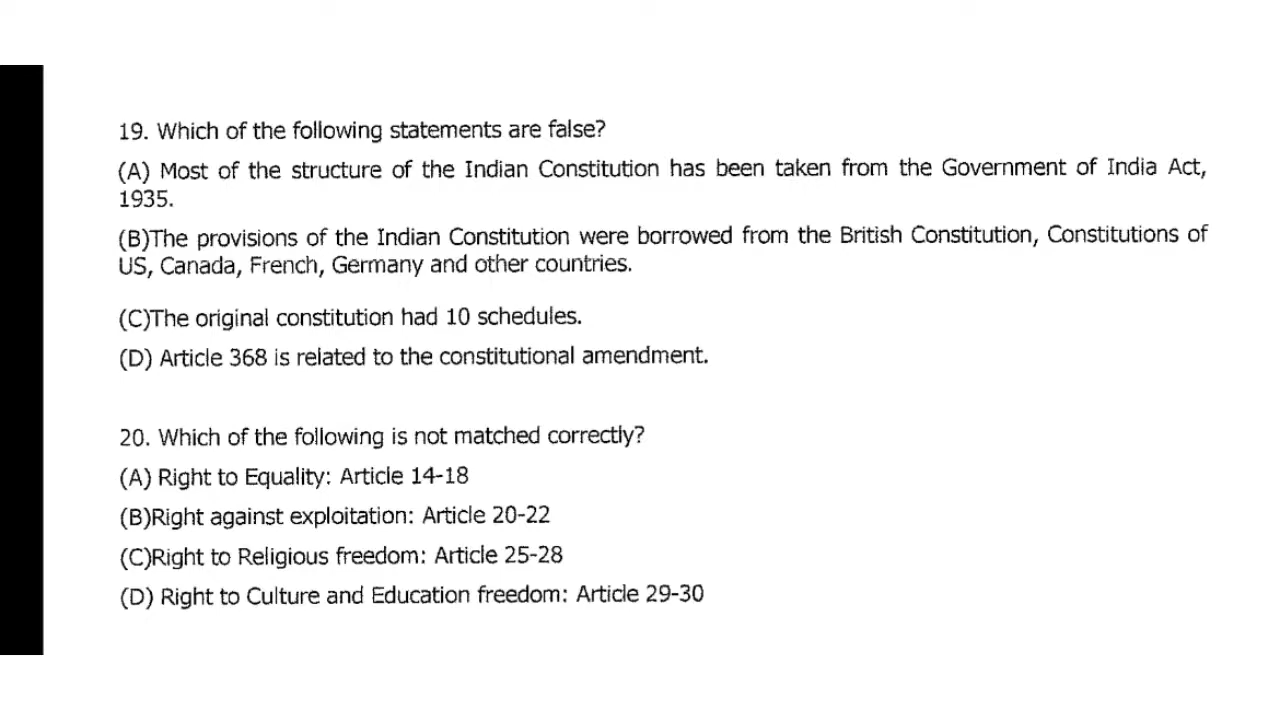 19. Which of the following statements are false?
(A) Most of the structure of the Indian Constitution has been taken from the Government of India Act,
1935.
(B)The provisions of the Indian Constitution were borrowed from the British Constitution, Constitutions of
US, Canada, French, Germany and other countries.
(C)The original constitution had 10 schedules.
(D) Article 368 is related to the constitutional amendment.
20. Which of the following is not matched correctly?
(A) Right to Equality: Article 14-18
(B)Right against exploitation: Article 20-22
(C)Right to Religious freedom: Article 25-28
(D) Right to Culture and Education freedom: Article 29-30